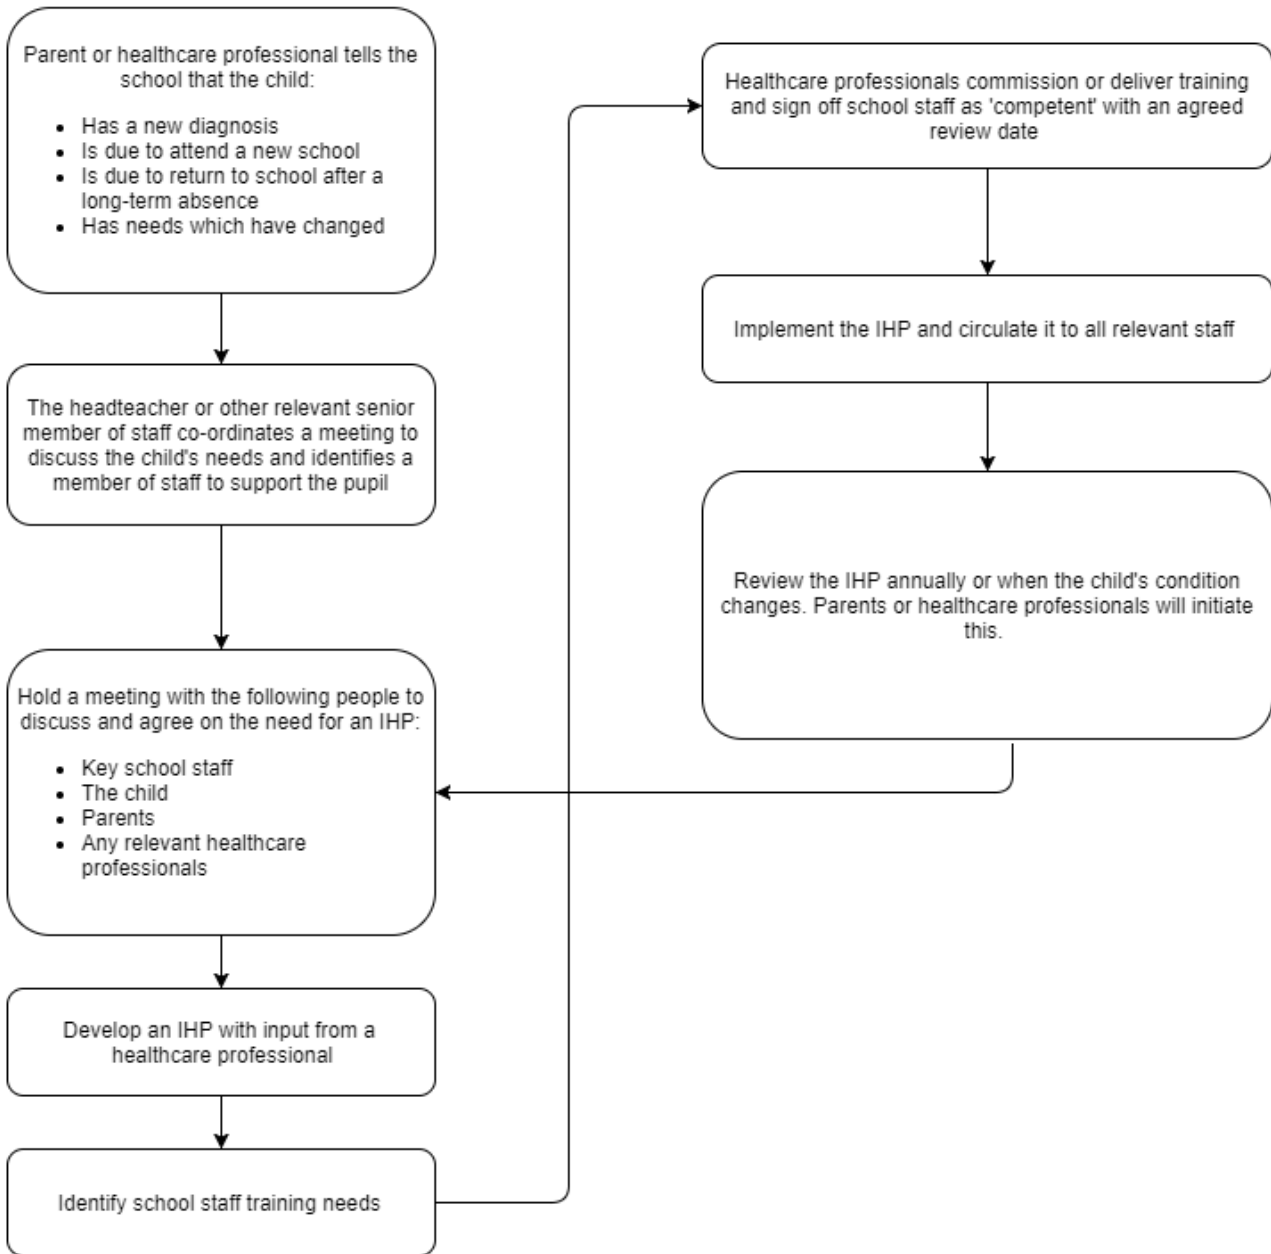 Parent or healthcare professional tells the
school that the child:
• Has a new diagnosis
• Is due to attend a new school
• Is due to return to school after a
long-term absence
• Has needs which have changed
The headteacher or other relevant senior
member of staff co-ordinates a meeting to
discuss the child's needs and identifies a
member of staff to support the pupil
Hold a meeting with the following people to
discuss and agree on the need for an IHP:
• Key school staff
• The child
• Parents
• Any relevant healthcare
professionals
Develop an IHP with input from a
healthcare professional
Identify school staff training needs
Healthcare professionals commission or deliver training
and sign off school staff as 'competent' with an agreed
review date
Implement the IHP and circulate it to all relevant staff
Review the IHP annually or when the child's condition
changes. Parents or healthcare professionals will initiate
this.